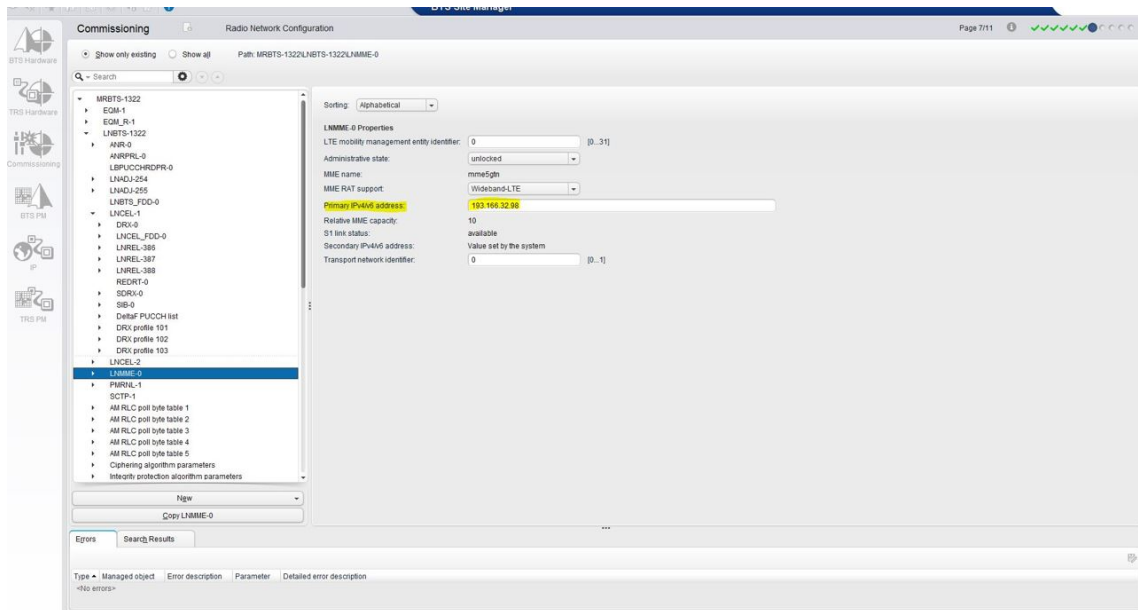 BTS Site Manager
Commissioning
Radio Network Configuration
Page 7/11
Show only existing
Show all
Path: MRBTS-1322\LNBTS-1322\LNMME-0
Search
BTS Hardware
TRS Hardware
Commissioning
BTS PM
IP
TRS PM
MRBTS-1322
EQM-1
EQM_R-1
LNBTS-1322
ANR-0
ANRPRL-0
LBPUCCHRDPR-0
LNADJ-254
LNADJ-255
LNBTS_FDD-0
LNCEL-1
DRX-0
LNCEL_FDD-0
LNREL-386
LNREL-387
LNREL-388
REDRT-0
SDRX-0
SIB-0
DeltaF PUCCH list
DRX profile 101
DRX profile 102
DRX profile 103
LNCEL-2
LNMME-0
PMRNL-1
SCTP-1
AM RLC poll byte table 1
AM RLC poll byte table 2
AM RLC poll byte table 3
AM RLC poll byte table 4
AM RLC poll byte table 5
Ciphering algorithm parameters
Integrity protection algorithm parameters
New
Copy LNMME-0
Sorting: Alphabetical
LNMME-0 Properties
LTE mobility management entity identifier: 0 [0...31]
Administrative state: unlocked
MME name: mme5gtn
MME RAT support: Wideband-LTE
Primary IPv4/v6 address: 193.166.32.98
Relative MME capacity: 10
S1 link status: available
Secondary IPv4/v6 address: Value set by the system
Transport network identifier: 0 [0...1]
Errors Search Results
Type Managed object Error description Parameter Detailed error description
<No errors>